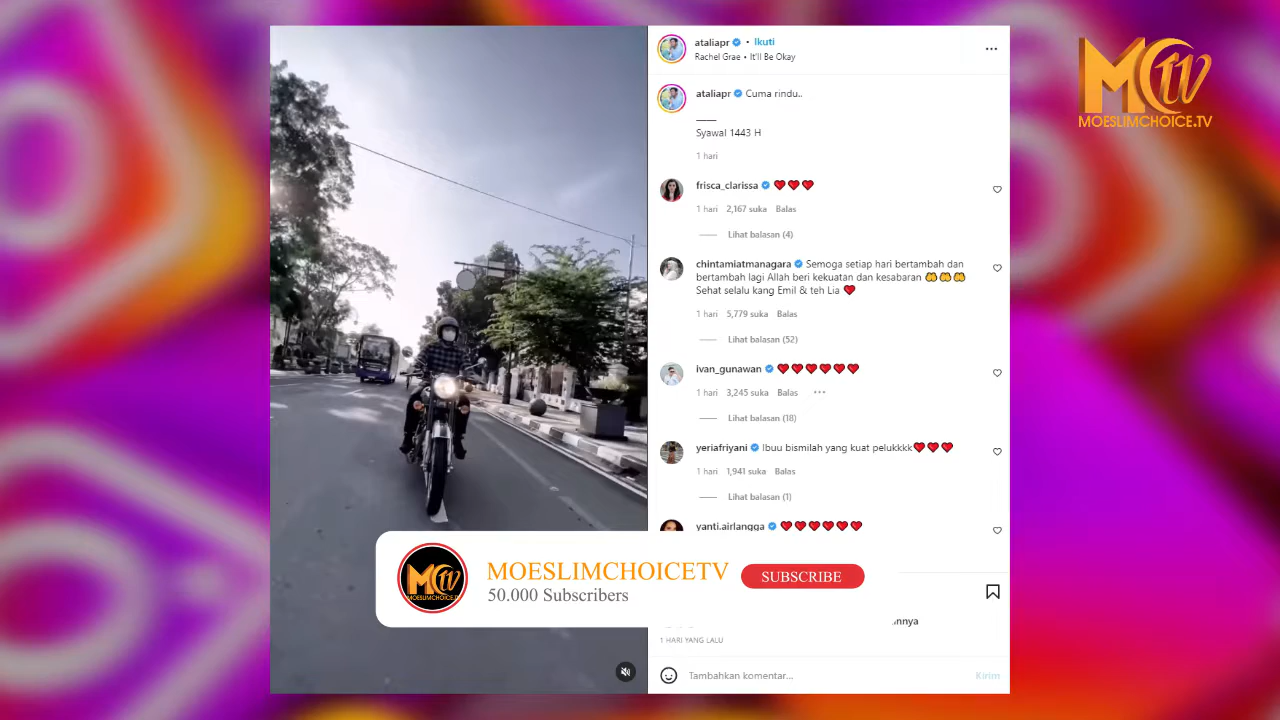 ataliapr • Ikuti
Rachel Grae • It'll Be Okay
MCTV
MOESLIMCHOICE.TV
ataliapr Cuma rindu..
Syawal 1443 H
1 hari
frisca_clarissa ❤❤❤
1 hari 2,167 suka Balas
Lihat balasan (4)
chintamiatmanagara Semoga setiap hari bertambah dan
bertambah lagi Allah beri kekuatan dan kesabaran 🤲🤲🤲
Sehat selalu kang Emil & teh Lia ❤
1 hari 5,779 suka Balas
Lihat balasan (52)
ivan_gunawan ❤❤❤❤❤❤
1 hari 3,245 suka Balas ...
Lihat balasan (18)
yeriafriyani Ibuu bismilah yang kuat pelukkkk❤❤❤
1 hari 1,941 suka Balas
Lihat balasan (1)
yanti.airlangga ❤❤❤❤❤❤
MCTV
MOESLIMCHOICE.TV
MOESLIMCHOICETV
50.000 Subscribers
SUBSCRIBE
nnya
1 HARI YANG LALU
Tambahkan komentar...
Kirim